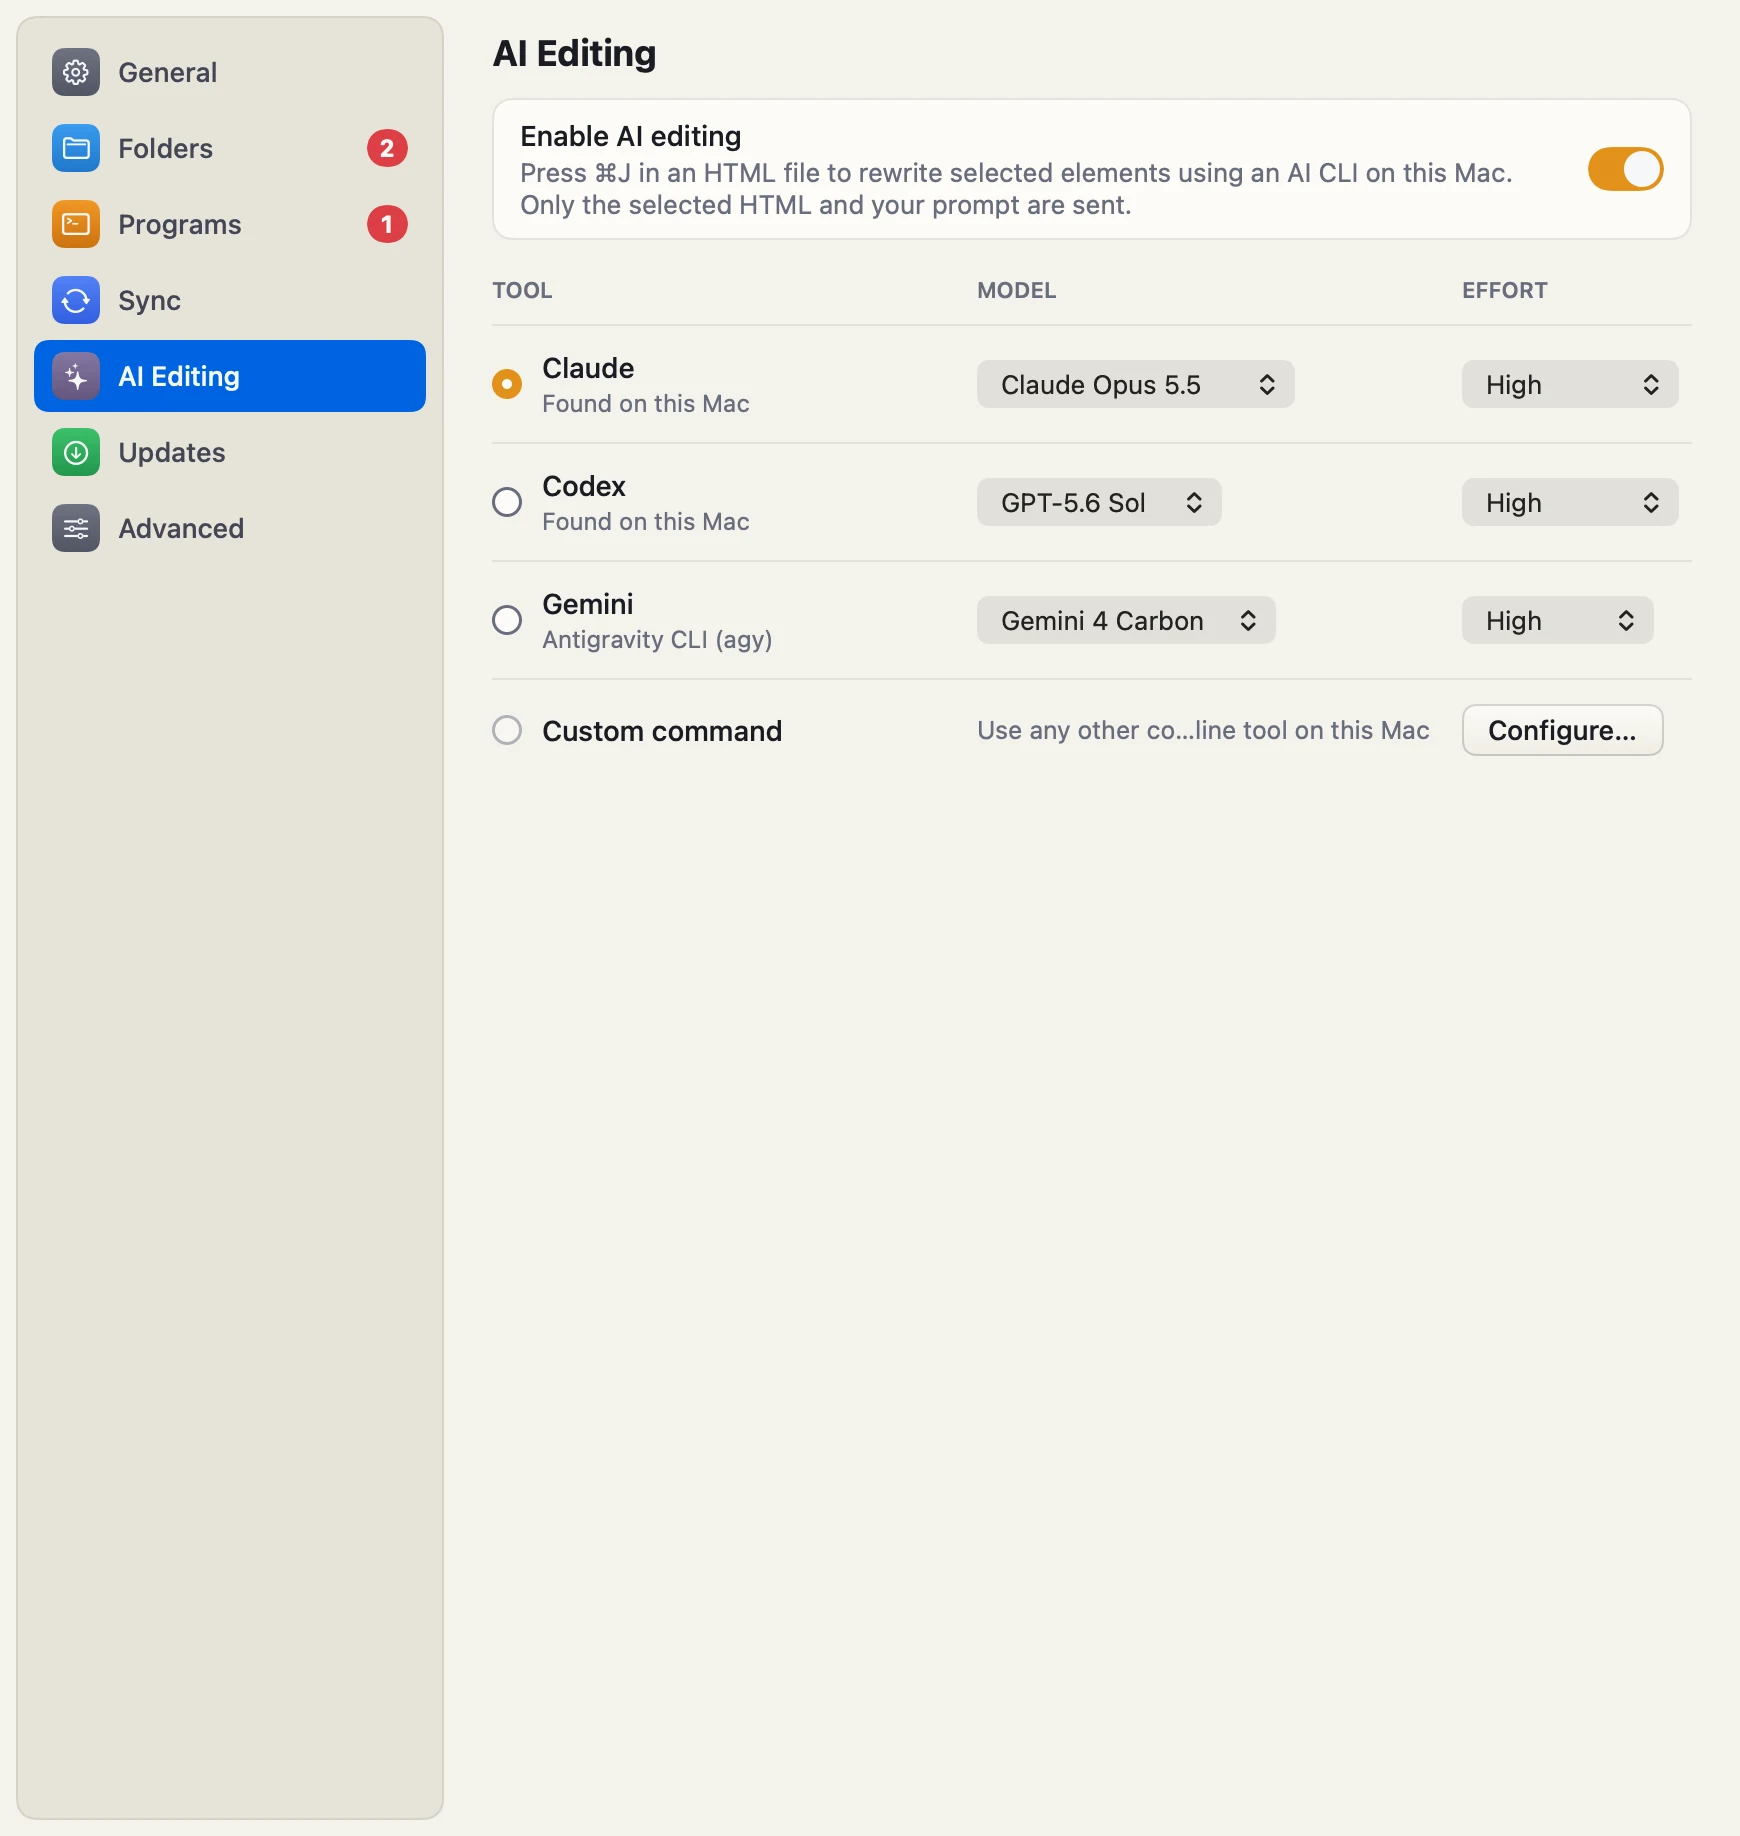 General
Folders
2
Programs
1
Sync
AI Editing
Updates
Advanced
AI Editing
Enable AI editing
Press ⌘J in an HTML file to rewrite selected elements using an AI CLI on this Mac.
Only the selected HTML and your prompt are sent.
TOOL MODEL EFFORT
Claude
Found on this Mac
Claude Opus 5.5
High
Codex
Found on this Mac
GPT-5.6 Sol
High
Gemini
Antigravity CLI (agy)
Gemini 4 Carbon
High
Custom command
Use any other co...line tool on this Mac
Configure...